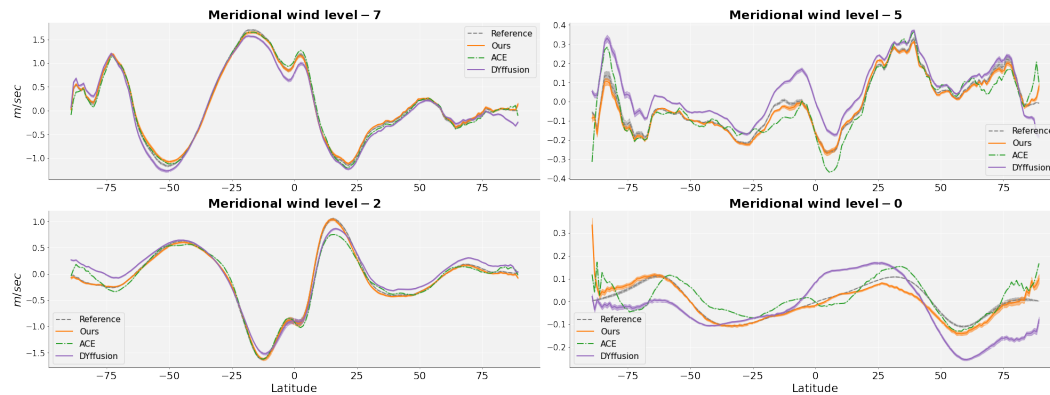 Meridional wind level − 7
m/sec
1.5
1.0
0.5
0.0
−0.5
−1.0
−75 −50 −25 0 25 50 75
Reference
Ours
ACE
DYffusion
Meridional wind level − 5
0.4
0.3
0.2
0.1
0.0
−0.1
−0.2
−0.3
−0.4
−75 −50 −25 0 25 50 75
Reference
Ours
ACE
DYffusion
Meridional wind level − 2
m/sec
1.0
0.5
0.0
−0.5
−1.0
−1.5
−75 −50 −25 0 25 50 75
Latitude
Reference
Ours
ACE
DYffusion
Meridional wind level − 0
0.3
0.2
0.1
0.0
−0.1
−0.2
−75 −50 −25 0 25 50 75
Latitude
Reference
Ours
ACE
DYffusion